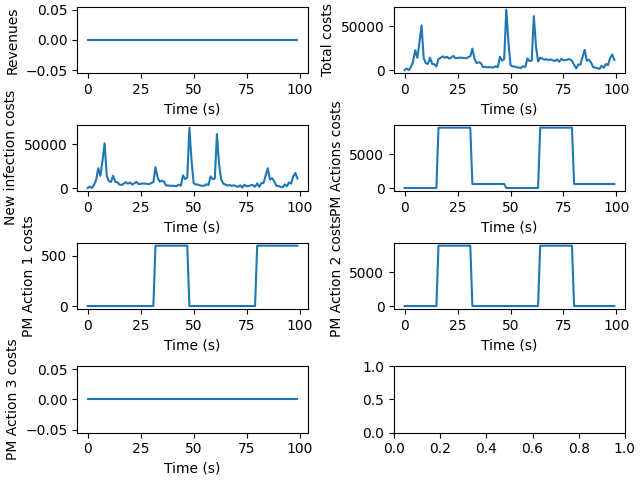 Revenues
0.05
0.00
−0.05
0 25 50 75 100
Time (s)
Total costs
50000
0
0 25 50 75 100
Time (s)
New infection costs
50000
0
0 25 50 75 100
Time (s)
PM Actions costs
5000
0
0 25 50 75 100
Time (s)
PM Action 1 costs
500
0
0 25 50 75 100
Time (s)
PM Action 2 costs
5000
0
0 25 50 75 100
Time (s)
PM Action 3 costs
0.05
0.00
−0.05
0 25 50 75 100
Time (s)
1.0
0.5
0.0
0.0 0.2 0.4 0.6 0.8 1.0